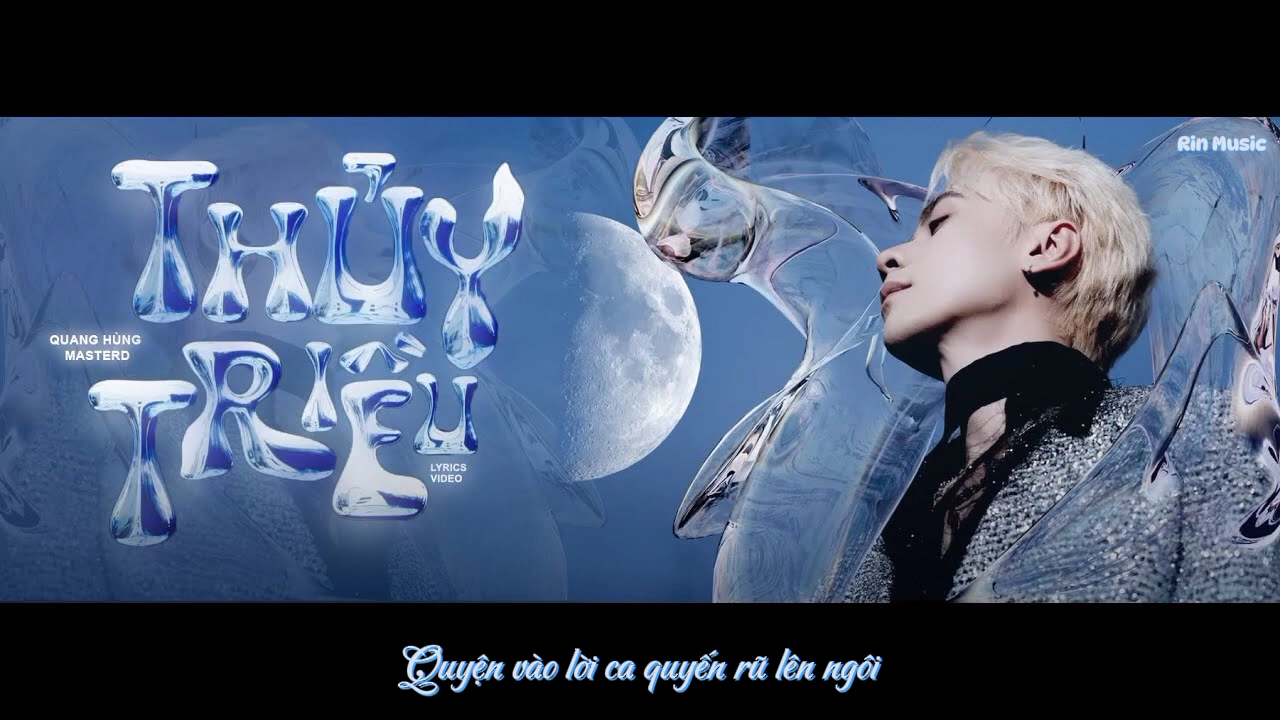 Rin Music
THỦY
TRIỀU
QUANG HÙNG
MASTERD
LYRICS
VIDEO
Quyện vào lời ca quyến rũ lên ngôi